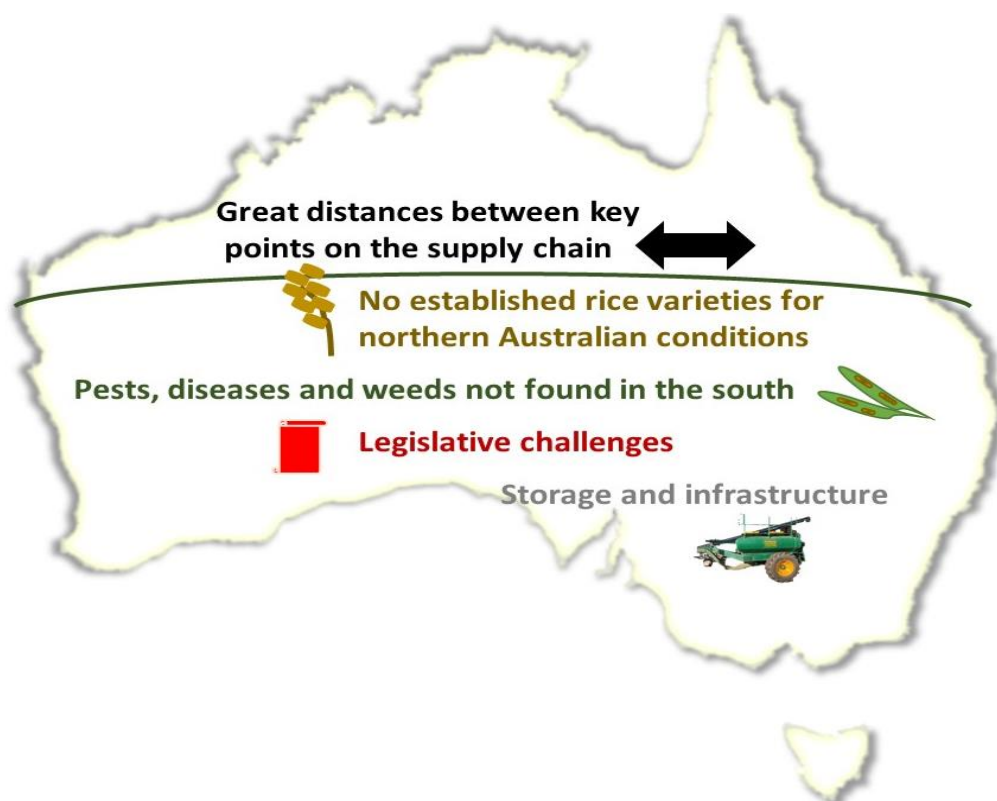 Great distances between key
points on the supply chain
No established rice varieties for
northern Australian conditions
Pests, diseases and weeds not found in the south
Legislative challenges
Storage and infrastructure